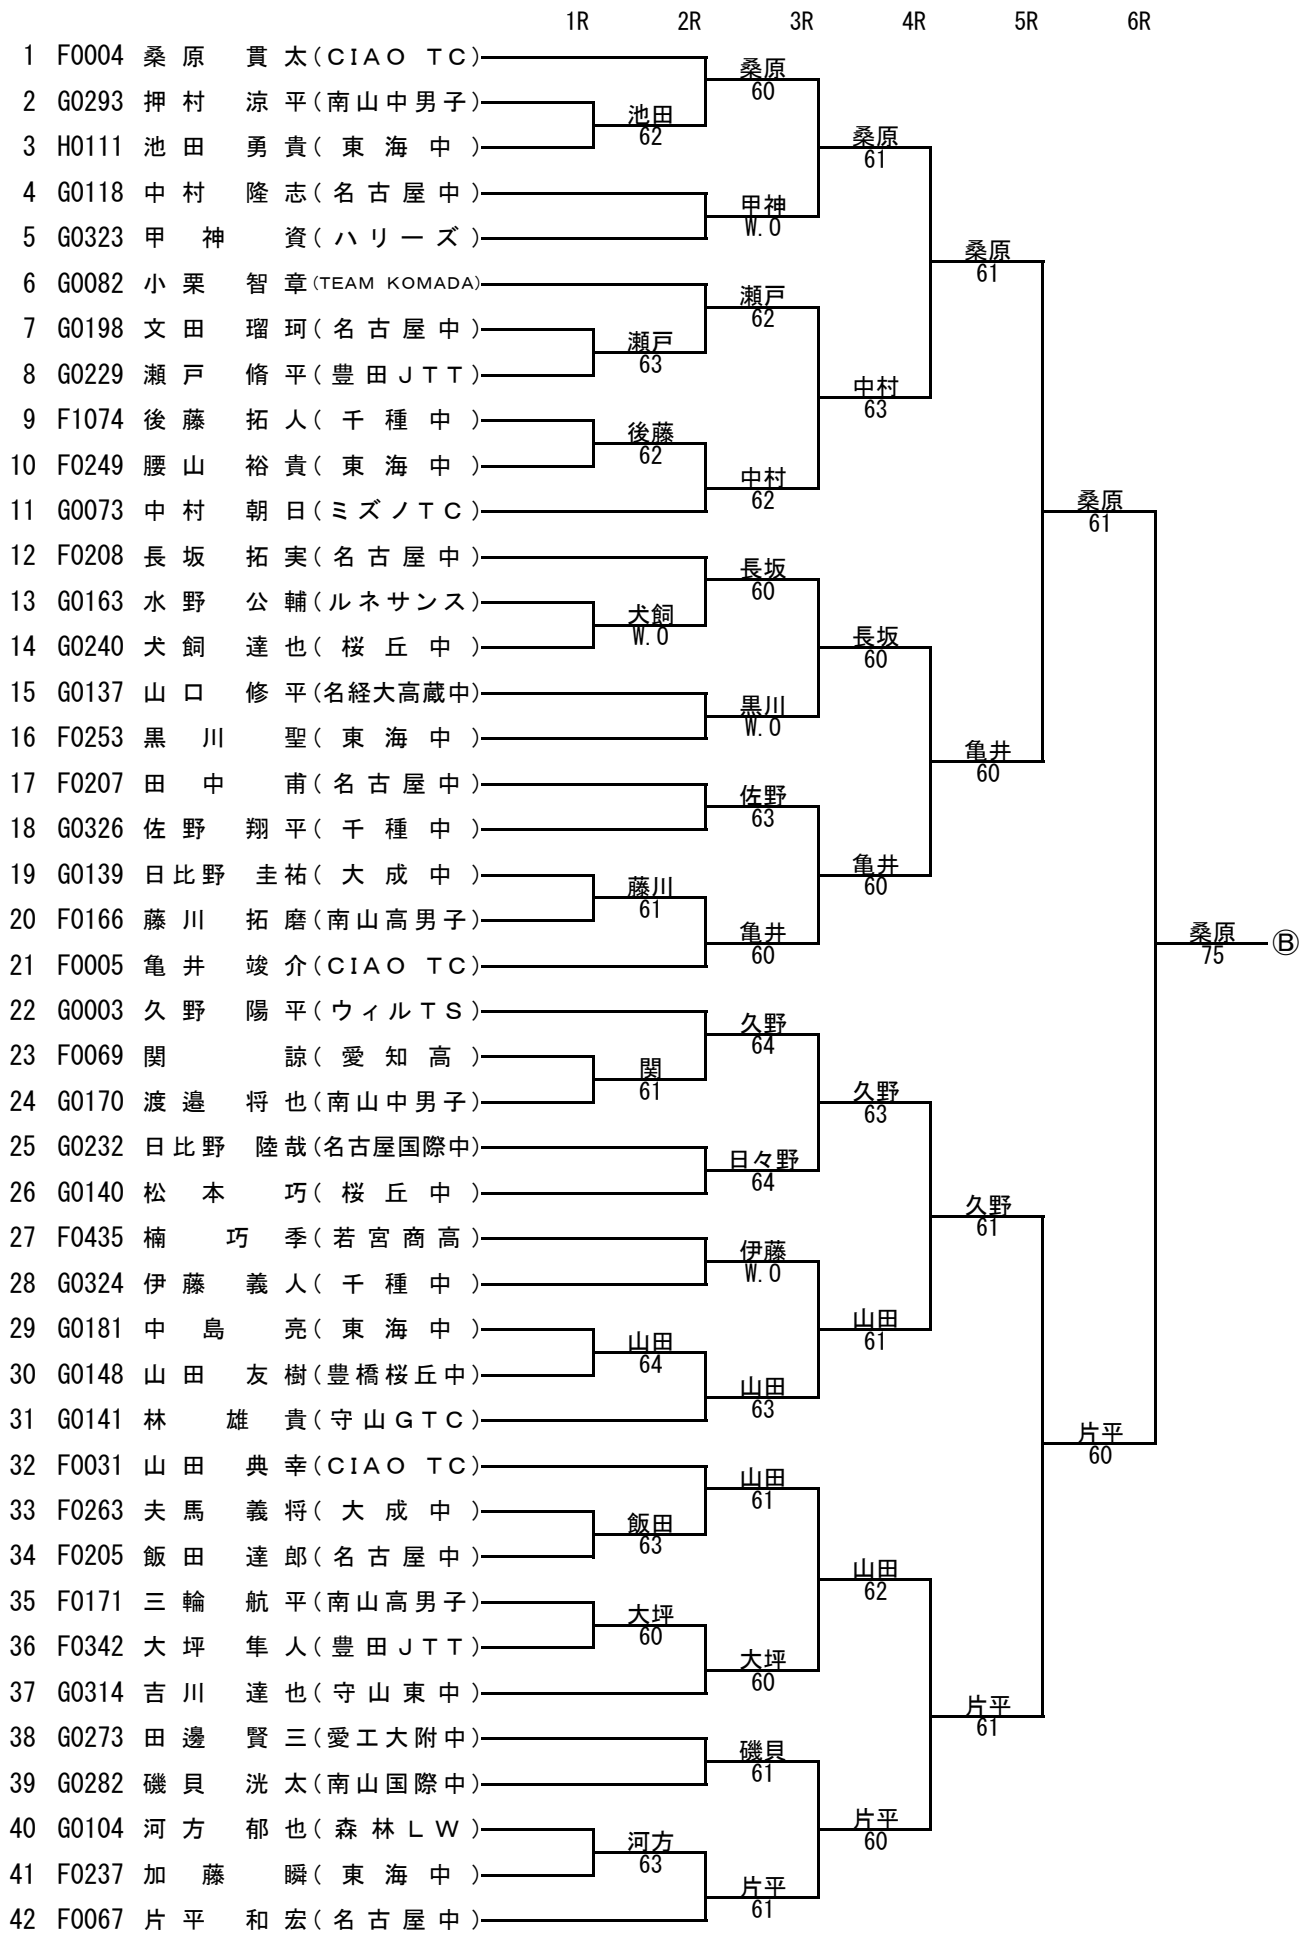 1R 2R 3R 4R 5R 6R
1 F0004 桑原 貫太(CIAO TC)
桑原
60
2 G0293 押村 涼平(南山中男子)
池田
62
3 H0111 池田 勇貴(東海中)
桑原
61
4 G0118 中村 隆志(名古屋中)
甲神
W.O
5 G0323 甲神 資(ハリーズ)
桑原
61
6 G0082 小栗 智章(TEAM KOMADA)
瀬戸
62
7 G0198 文田 瑠珂(名古屋中)
瀬戸
63
8 G0229 瀬戸 脩平(豊田JTT)
中村
63
9 F1074 後藤 拓人(千種中)
後藤
62
10 F0249 腰山 裕貴(東海中)
中村
62
11 G0073 中村 朝日(ミズノTC)
桑原
61
12 F0208 長坂 拓実(名古屋中)
長坂
60
13 G0163 水野 公輔(ルネサンス)
犬飼
W.O
14 G0240 犬飼 達也(桜丘中)
長坂
60
15 G0137 山口 修平(名経大高蔵中)
黒川
W.O
16 F0253 黒川 聖(東海中)
亀井
60
17 F0207 田中 甫(名古屋中)
佐野
63
18 G0326 佐野 翔平(千種中)
19 G0139 日比野 圭祐(大成中)
亀井
60
藤川
61
20 F0166 藤川 拓磨(南山高男子)
亀井
60
桑原
75
Ⓑ
21 F0005 亀井 竣介(CIAO TC)
22 G0003 久野 陽平(ウィルTS)
久野
64
23 F0069 関 諒(愛知高)
関
61
24 G0170 渡邉 将也(南山中男子)
久野
63
25 G0232 日比野 陸哉(名古屋国際中)
日々野
64
26 G0140 松本 巧(桜丘中)
久野
61
27 F0435 楠 巧季(若宮商高)
伊藤
W.O
28 G0324 伊藤 義人(千種中)
29 G0181 中島 亮(東海中)
山田
61
山田
64
30 G0148 山田 友樹(豊橋桜丘中)
山田
63
31 G0141 林 雄貴(守山GTC)
片平
60
32 F0031 山田 典幸(CIAO TC)
山田
61
33 F0263 夫馬 義将(大成中)
飯田
63
34 F0205 飯田 達郎(名古屋中)
山田
62
35 F0171 三輪 航平(南山高男子)
大坪
60
36 F0342 大坪 隼人(豊田JTT)
大坪
60
37 G0314 吉川 達也(守山東中)
片平
61
38 G0273 田邊 賢三(愛工大附中)
磯貝
61
39 G0282 磯貝 洸太(南山国際中)
40 G0104 河方 郁也(森林LW)
片平
60
河方
63
41 F0237 加藤 瞬(東海中)
片平
61
42 F0067 片平 和宏(名古屋中)